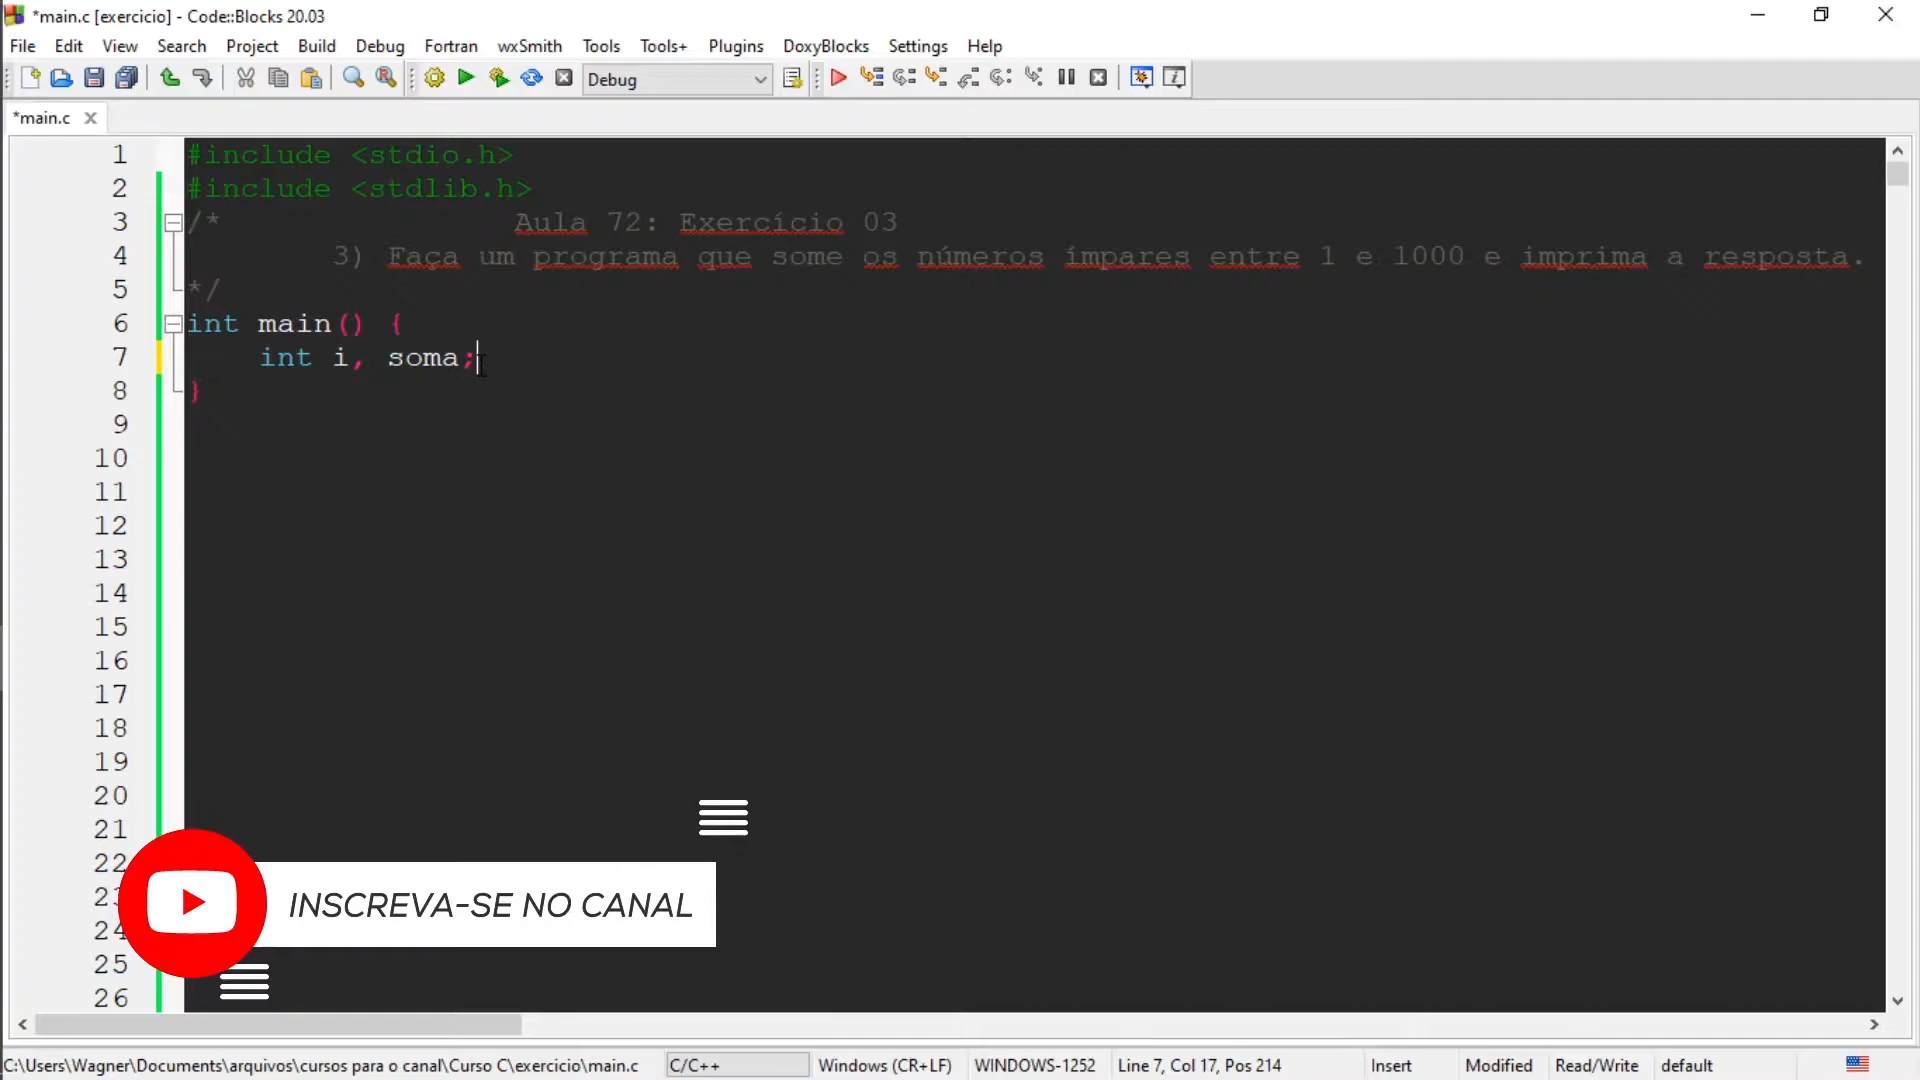 *main.c [exercicio] - Code::Blocks 20.03
File Edit View Search Project Build Debug Fortran wxSmith Tools Tools+ Plugins DoxyBlocks Settings Help
Debug
*main.c
1 #include <stdio.h>
2 #include <stdlib.h>
3 /* Aula 72: Exercício 03
4 3) Faça um programa que some os números ímpares entre 1 e 1000 e imprima a resposta.
5 */
6 int main() {
7 int i, soma;
8 }
9
10
11
12
13
14
15
16
17
18
19
20
21
22
23
INSCREVA-SE NO CANAL
24
25
26
C:\Users\Wagner\Documents\arquivos\cursos para o canal\Curso C\exercicio\main.c C/C++ Windows (CR+LF) WINDOWS-1252 Line 7, Col 17, Pos 214 Insert Modified Read/Write default